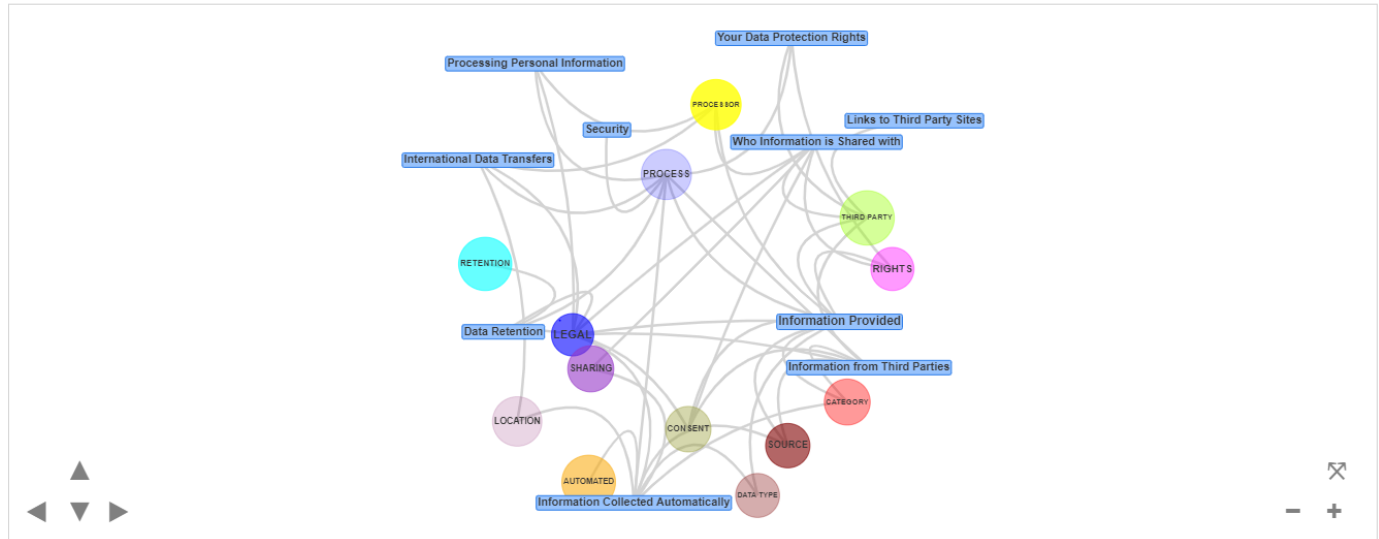 Your Data Protection Rights
Processing Personal Information
PROCESSOR
Links to Third Party Sites
Security
Who Information is Shared with
International Data Transfers
PROCESS
THIRD PARTY
RETENTION
RIGHTS
Information Provided
Data Retention
LEGAL
SHARING
Information from Third Parties
CATEGORY
LOCATION
CONSENT
SOURCE
AUTOMATED
DATA TYPE
Information Collected Automatically